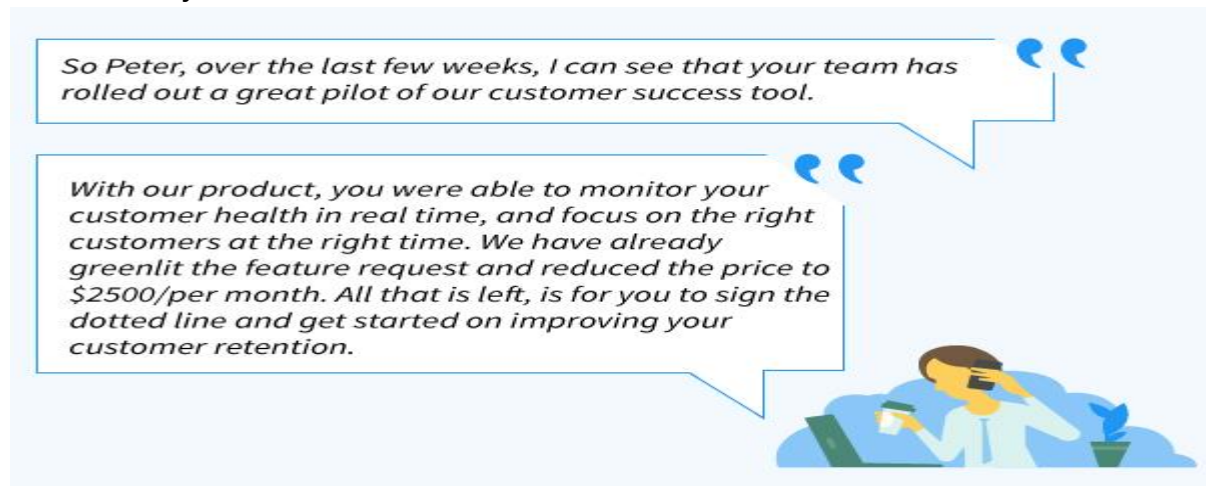 So Peter, over the last few weeks, I can see that your team has
rolled out a great pilot of our customer success tool.
With our product, you were able to monitor your
customer health in real time, and focus on the right
customers at the right time. We have already
greenlit the feature request and reduced the price to
$2500/per month. All that is left, is for you to sign the
dotted line and get started on improving your
customer retention.